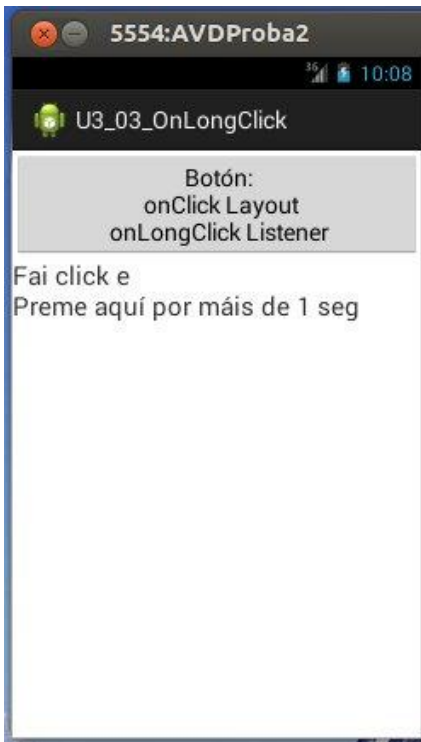 5554:AVDProba2
36 10:08
U3_03_OnLongClick
Botón:
onClick Layout
onLongClick Listener
Fai click e
Preme aquí por máis de 1 seg